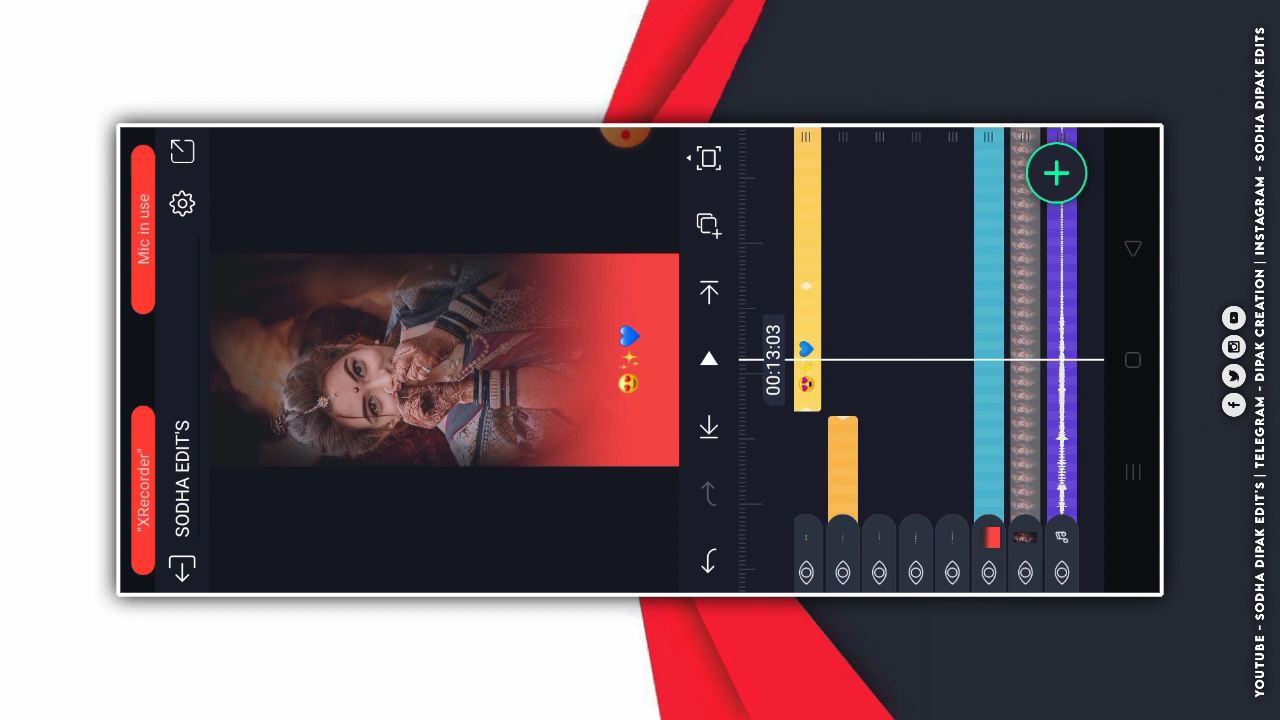 "XRecorder"
Mic in use
SODHA EDIT'S
00:13:03
YOUTUBE - SODHA DIPAK EDIT'S | TELEGRAM - DIPAK CREATION | INSTAGRAM - SODHA DIPAK EDITS